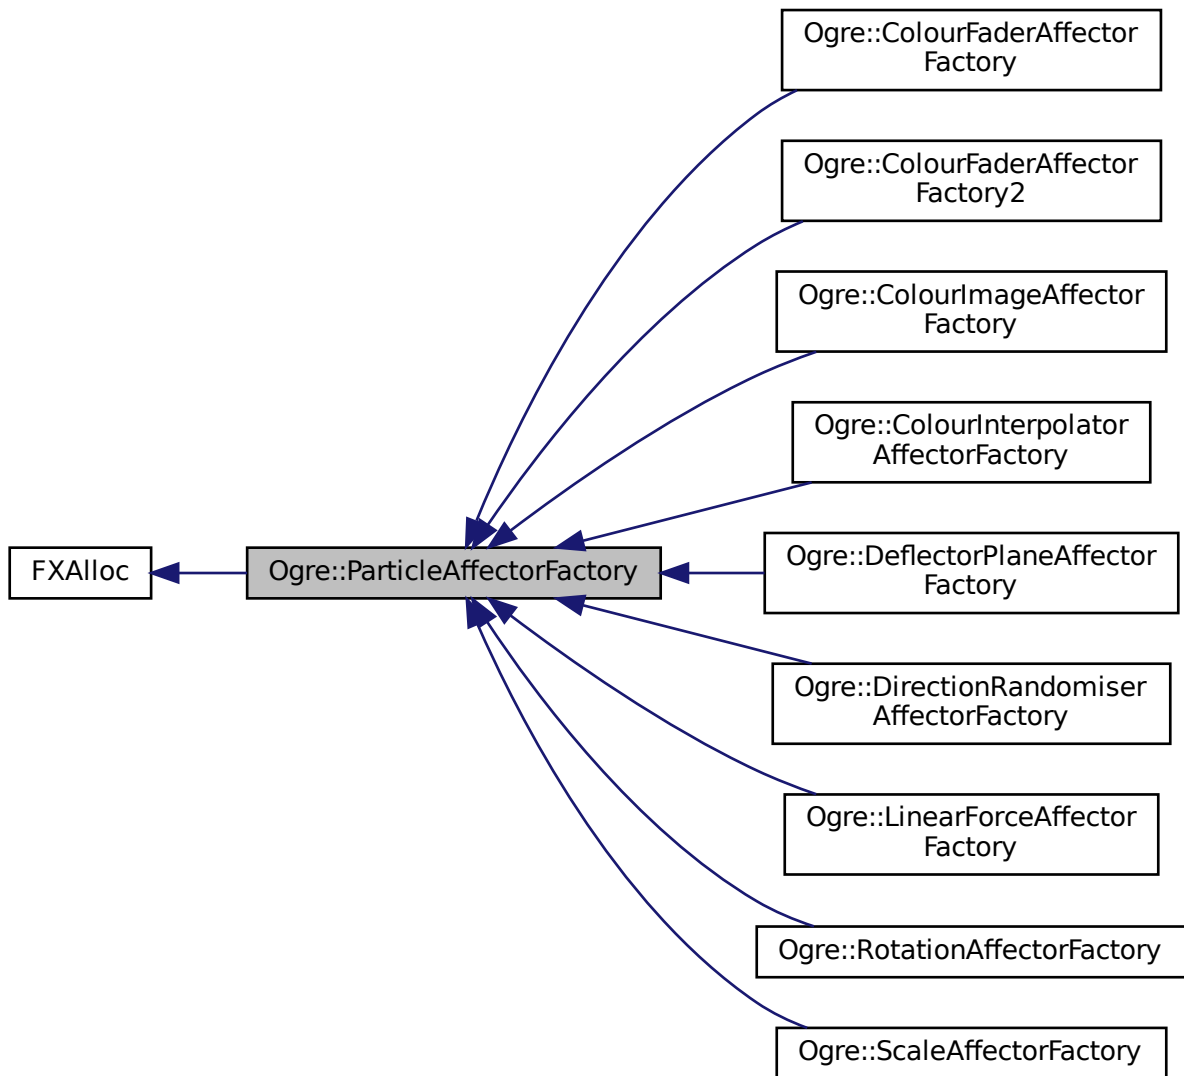 Ogre::ColourFaderAffector
Factory
Ogre::ColourFaderAffector
Factory2
Ogre::ColourImageAffector
Factory
Ogre::ColourInterpolator
AffectorFactory
FXAlloc
Ogre::ParticleAffectorFactory
Ogre::DeflectorPlaneAffector
Factory
Ogre::DirectionRandomiser
AffectorFactory
Ogre::LinearForceAffector
Factory
Ogre::RotationAffectorFactory
Ogre::ScaleAffectorFactory